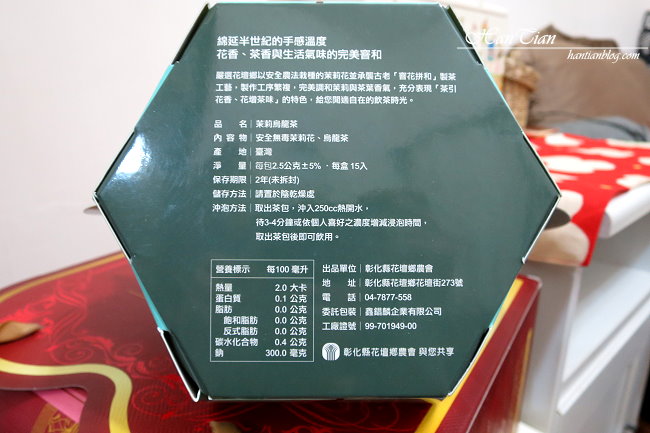 Han Tian
hantianblog.com
綿延半世紀的手感溫度
花香、茶香與生活氣味的完美窨和
嚴選花壇鄉以安全農法栽種的茉莉花並承襲古老「窨花拼和」製茶
工藝，製作工序繁複，完美調和茉莉與茶葉香氣，充分表現「茶引
花香、花增茶味」的特色，給您閒適自在的飲茶時光。
品　　名｜茉莉烏龍茶
內 容 物｜安全無毒茉莉花、烏龍茶
產　　地｜臺灣
淨　　量｜每包2.5公克±5%．每盒15入
保存期限｜2年(未拆封)
儲存方法｜請置於陰乾燥處
沖泡方法｜取出茶包，沖入250cc熱開水，
待3-4分鐘或依個人喜好之濃度增減浸泡時間，
取出茶包後即可飲用。
營養標示　每100 毫升
熱量　2.0 大卡
蛋白質　0.1 公克
脂肪　0.0 公克
飽和脂肪　0.0 公克
反式脂肪　0.0 公克
碳水化合物　0.4 公克
鈉　300.0 毫克
出品單位｜彰化縣花壇鄉農會
地　　址｜彰化縣花壇鄉花壇街273號
電　　話｜04-7877-558
委託包裝｜鑫錩麟企業有限公司
工廠證號｜99-701949-00
彰化縣花壇鄉農會 與您共享